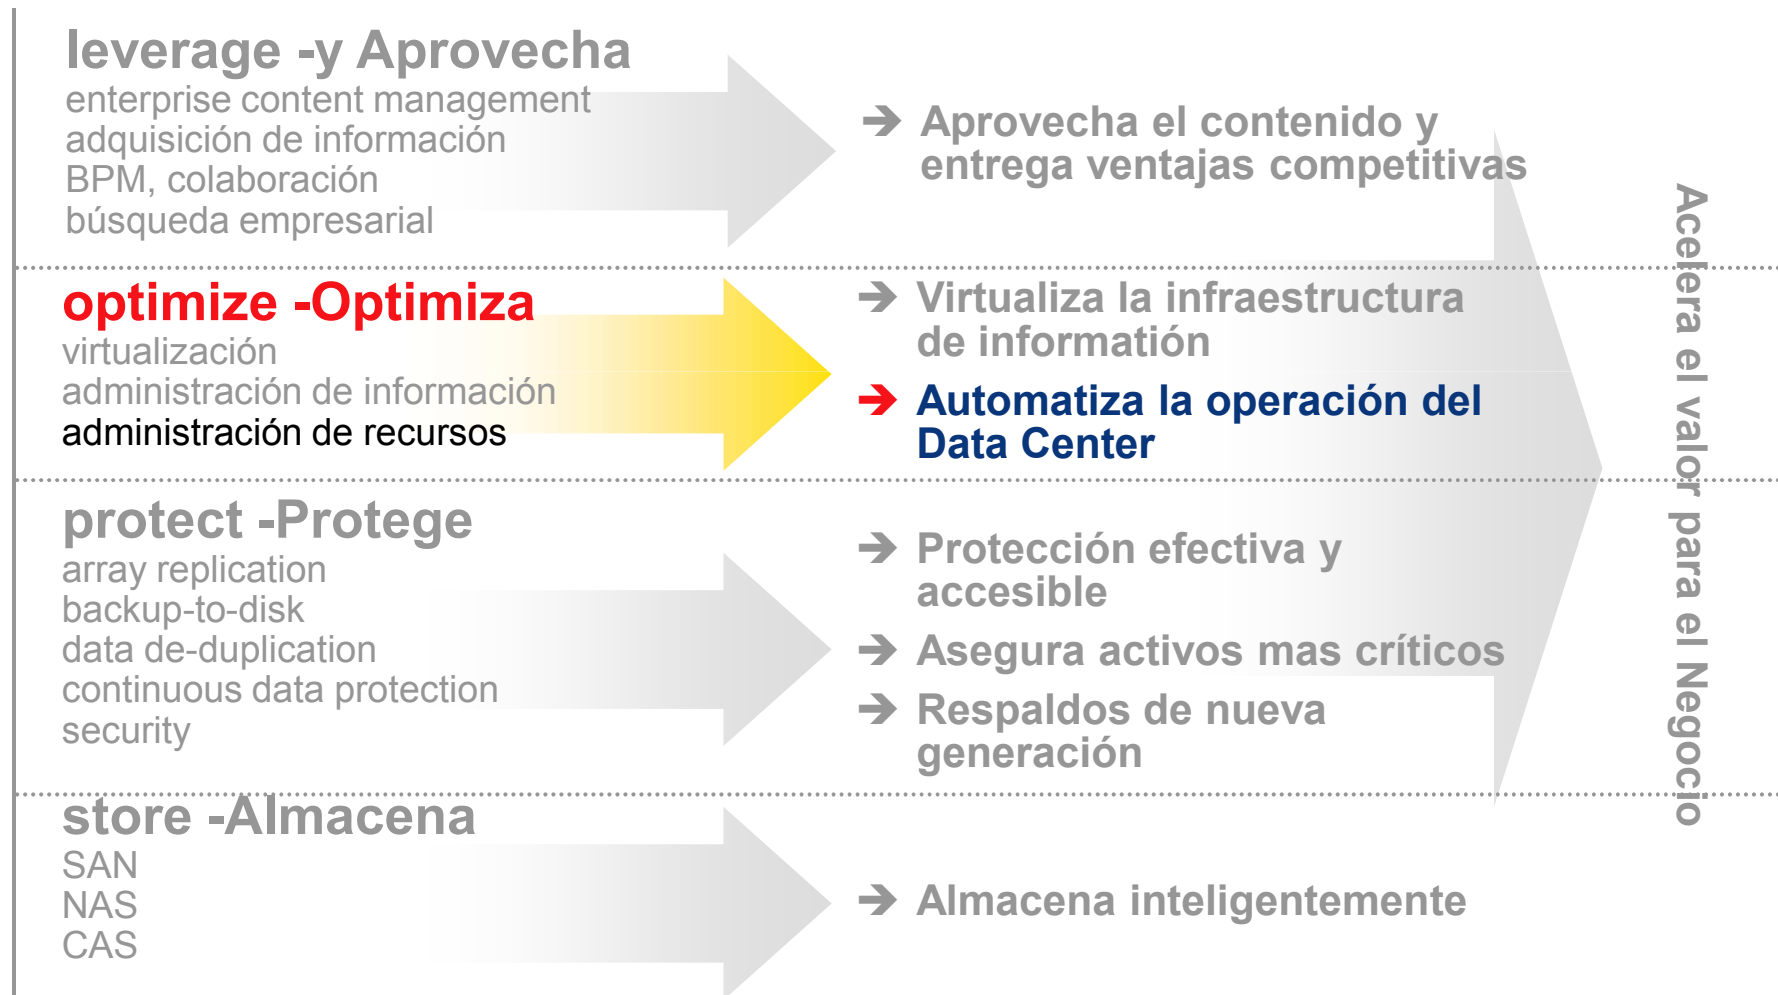 leverage -y Aprovecha
enterprise content management
adquisición de información
BPM, colaboración
búsqueda empresarial
➔ Aprovecha el contenido y
entrega ventajas competitivas
optimize -Optimiza
virtualización
administración de información
administración de recursos
➔ Virtualiza la infraestructura
de informatión
➔ Automatiza la operación del
Data Center
protect -Protege
array replication
backup-to-disk
data de-duplication
continuous data protection
security
➔ Protección efectiva y
accesible
➔ Asegura activos mas críticos
➔ Respaldos de nueva
generación
store -Almacena
SAN
NAS
CAS
➔ Almacena inteligentemente
Acelera el valor para el Negocio